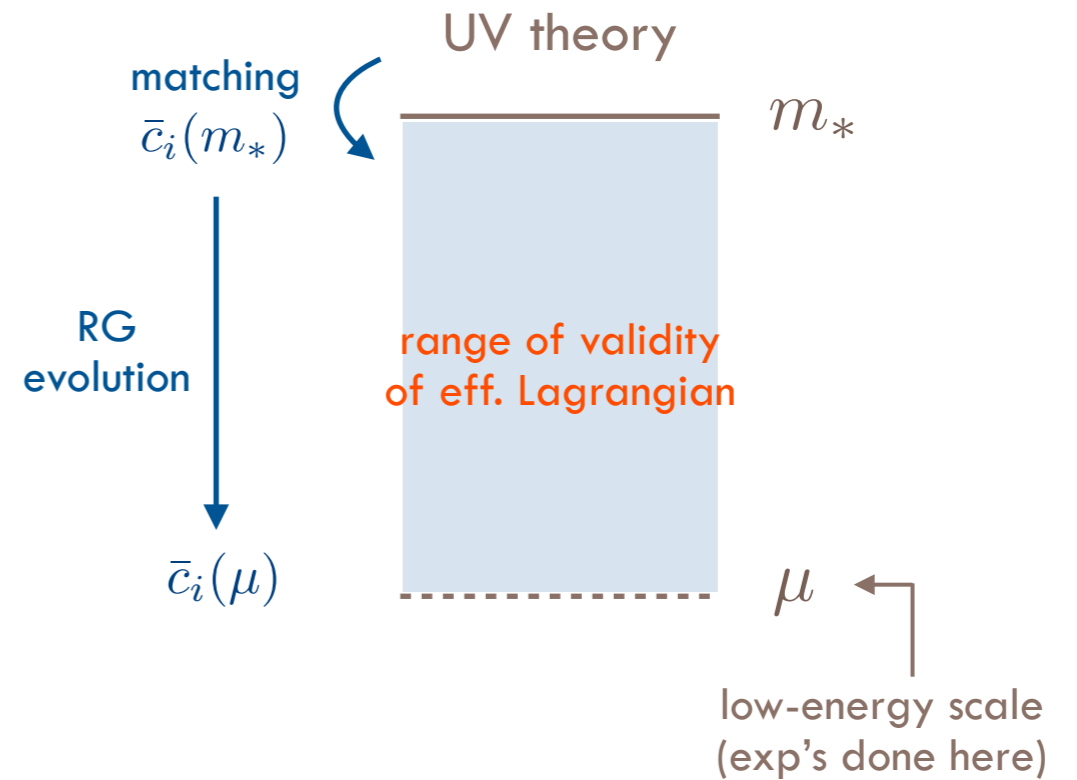 UV theory
matching
c̄ᵢ(m∗)
m∗
RG
evolution
range of validity
of eff. Lagrangian
c̄ᵢ(μ)
μ
low-energy scale
(exp's done here)